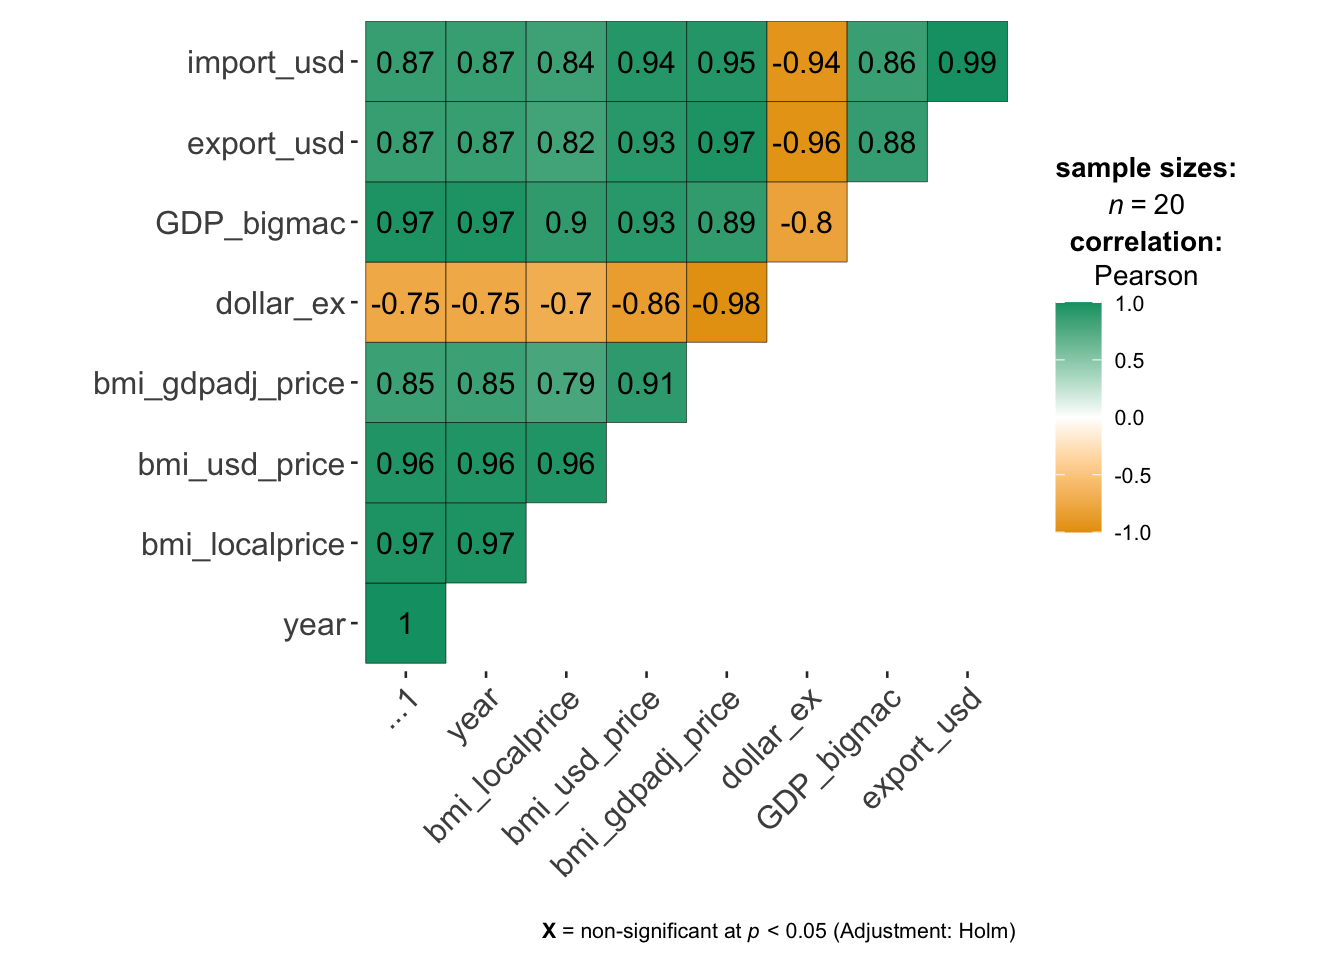 import_usd 0.87 0.87 0.84 0.94 0.95 -0.94 0.86 0.99
export_usd 0.87 0.87 0.82 0.93 0.97 -0.96 0.88
GDP_bigmac 0.97 0.97 0.9 0.93 0.89 -0.8
dollar_ex -0.75 -0.75 -0.7 -0.86 -0.98
bmi_gdpadj_price 0.85 0.85 0.79 0.91
bmi_usd_price 0.96 0.96 0.96
bmi_localprice 0.97 0.97
year 1
...1
year
bmi_localprice
bmi_usd_price
bmi_gdpadj_price
dollar_ex
GDP_bigmac
export_usd
sample sizes:
n = 20
correlation:
Pearson
1.0
0.5
0.0
-0.5
-1.0
X = non-significant at p < 0.05 (Adjustment: Holm)